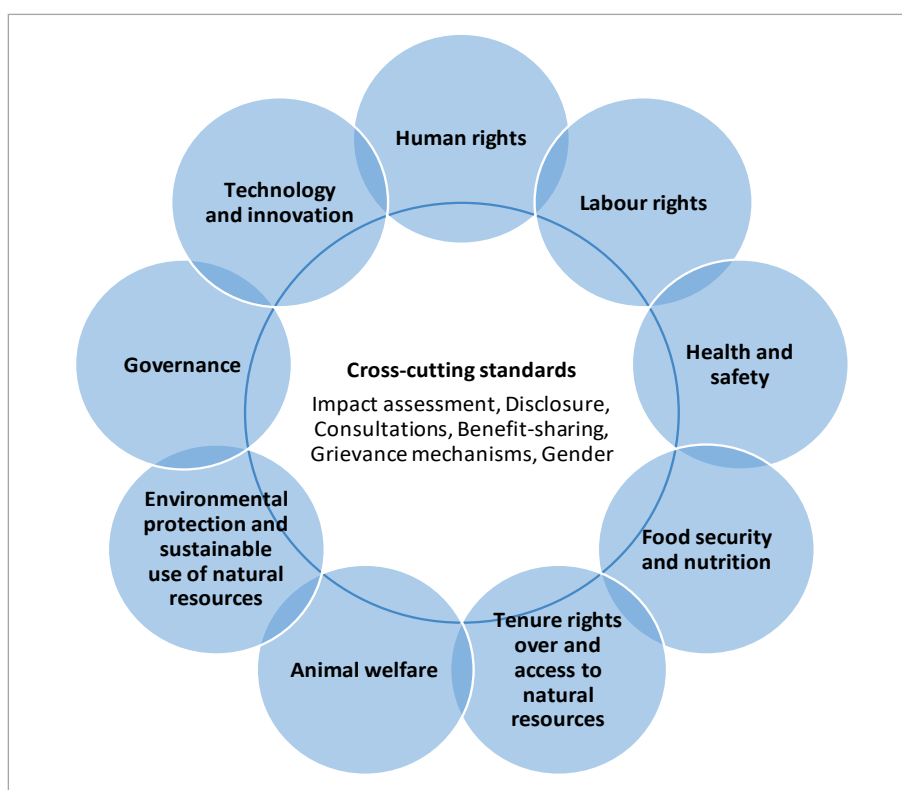 Human rights
Technology
and innovation
Labour rights
Governance
Health and
safety
Cross-cutting standards
Impact assessment, Disclosure,
Consultations, Benefit-sharing,
Grievance mechanisms, Gender
Environmental
protection and
sustainable
use of natural
resources
Food security
and nutrition
Animal welfare
Tenure rights
over and
access to
natural
resources